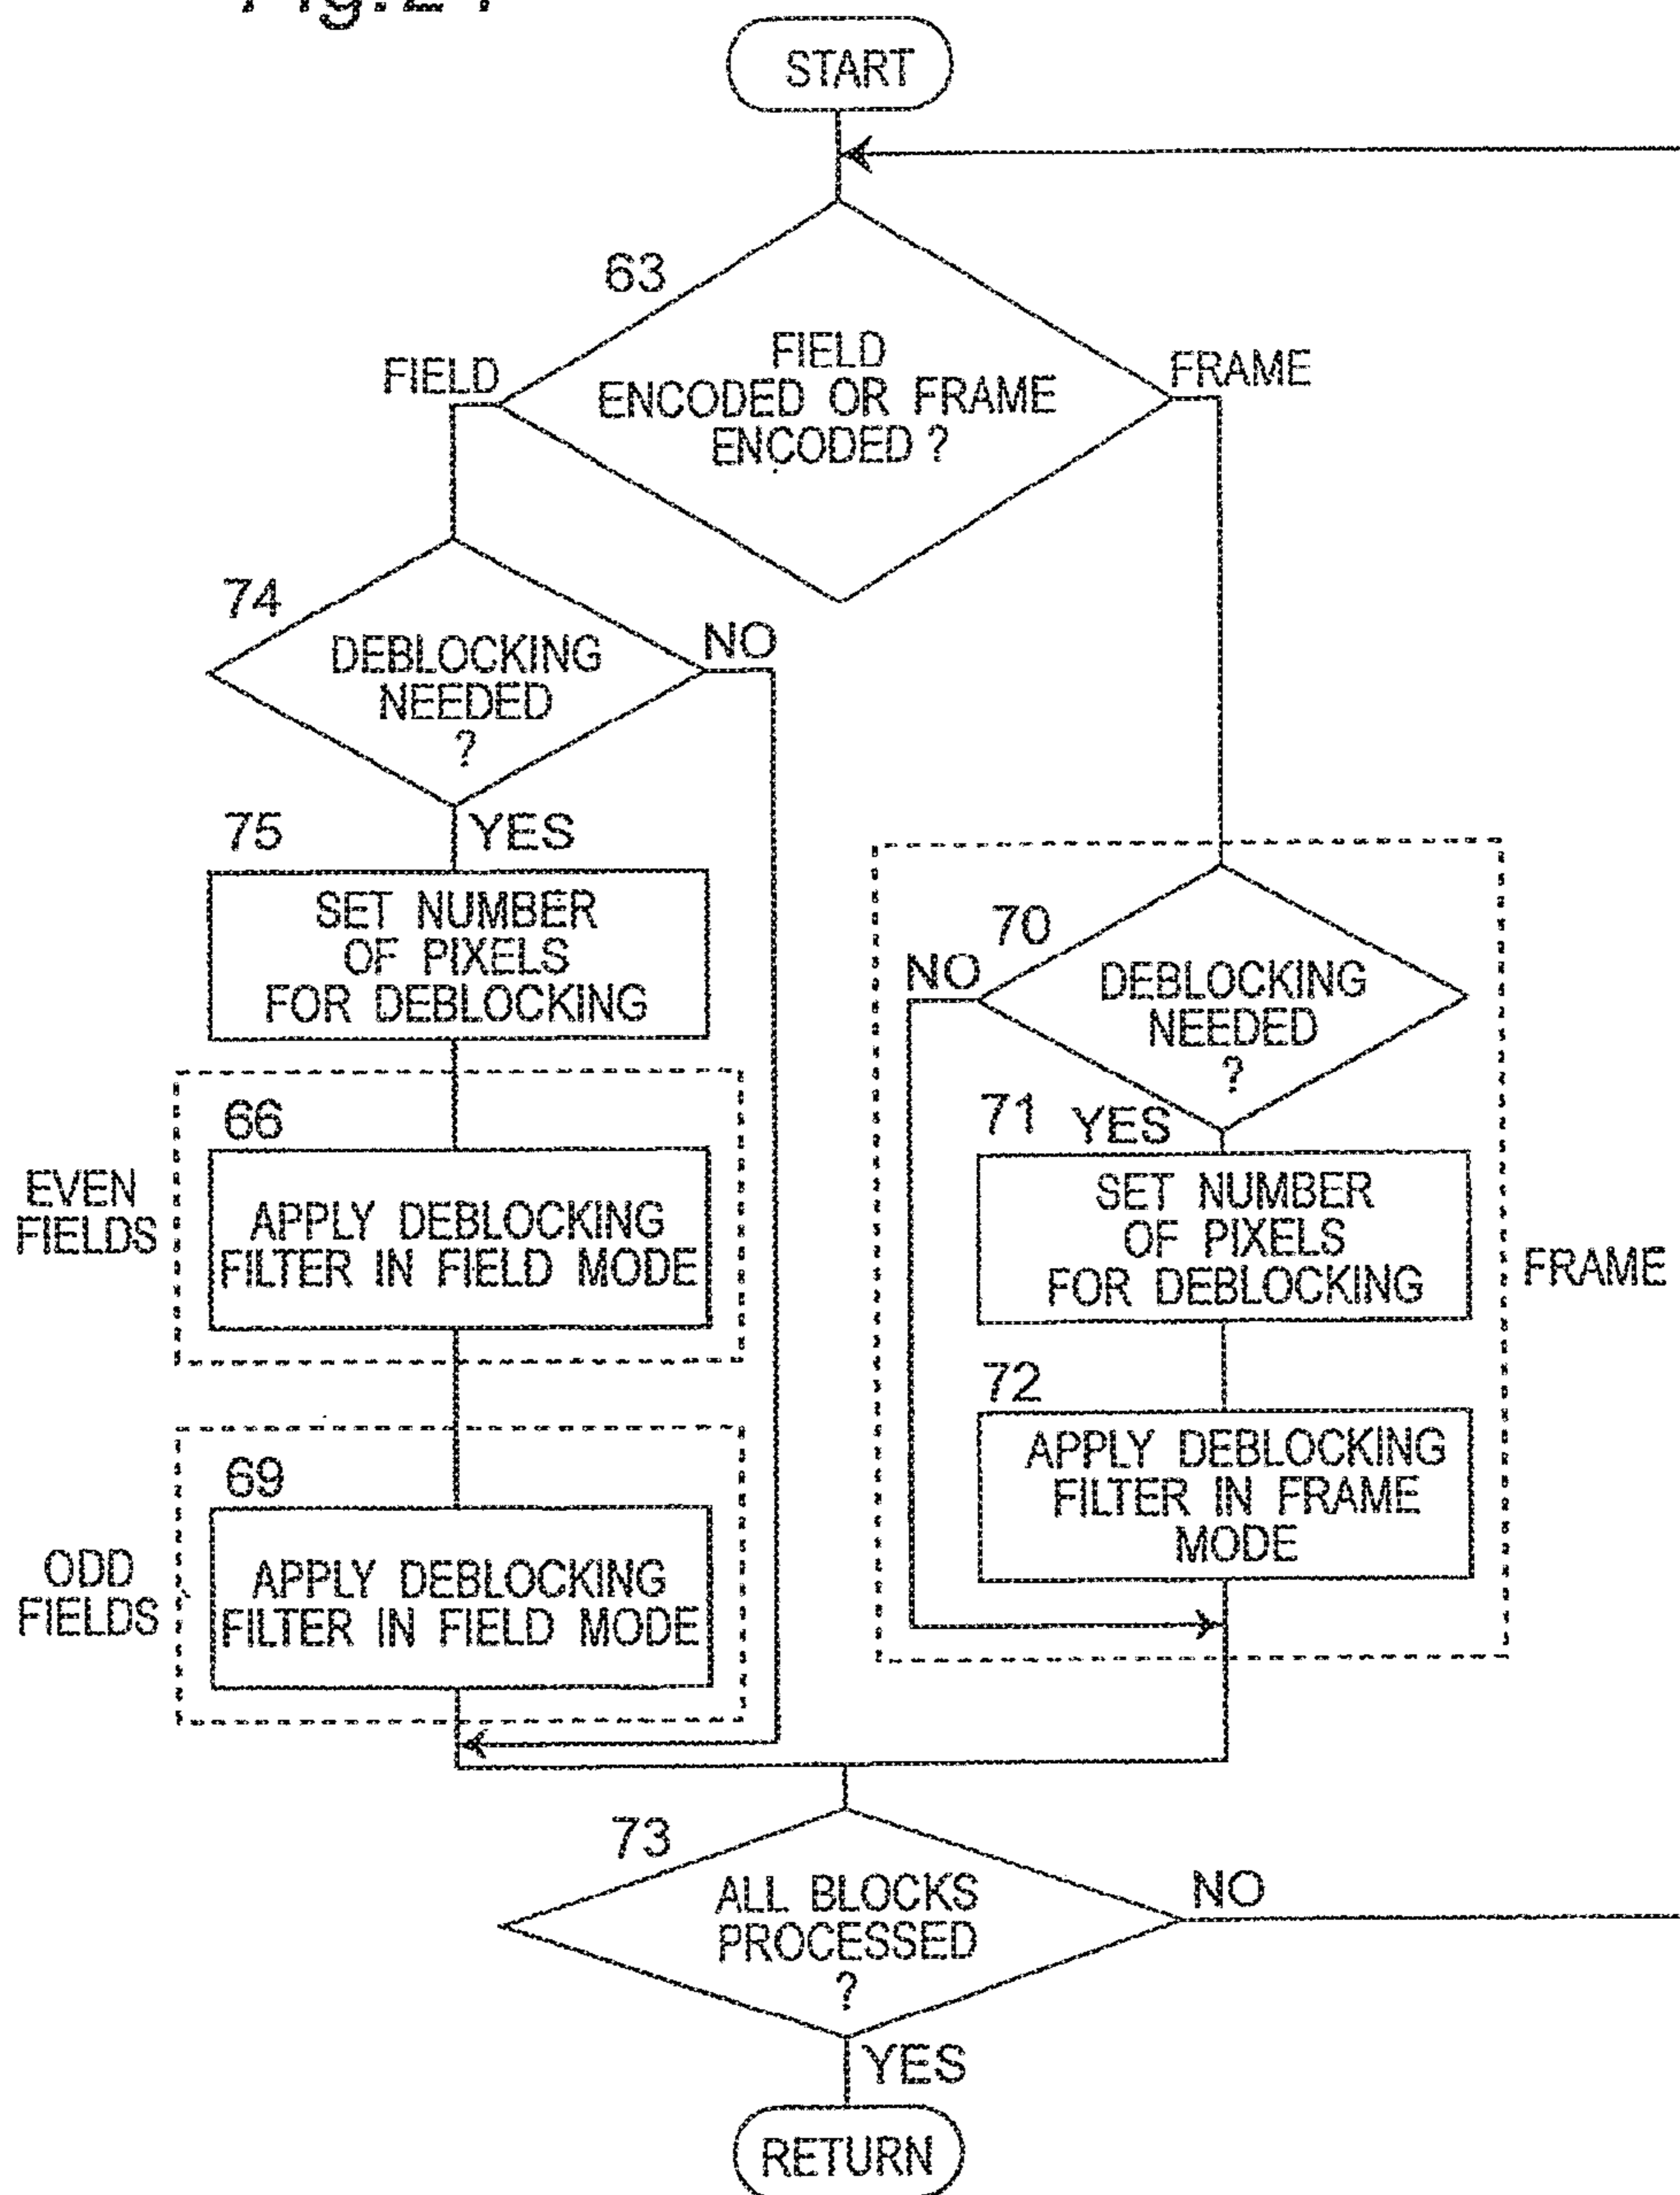 START
63
FIELD
ENCODED OR FRAME
ENCODED ?
FIELD
FRAME
74
DEBLOCKING
NEEDED
?
NO
YES
75
SET NUMBER
OF PIXELS
FOR DEBLOCKING
EVEN
FIELDS
66
APPLY DEBLOCKING
FILTER IN FIELD MODE
ODD
FIELDS
69
APPLY DEBLOCKING
FILTER IN FIELD MODE
70
NO
DEBLOCKING
NEEDED
?
71
YES
SET NUMBER
OF PIXELS
FOR DEBLOCKING
FRAME
72
APPLY DEBLOCKING
FILTER IN FRAME
MODE
73
ALL BLOCKS
PROCESSED
?
NO
YES
RETURN